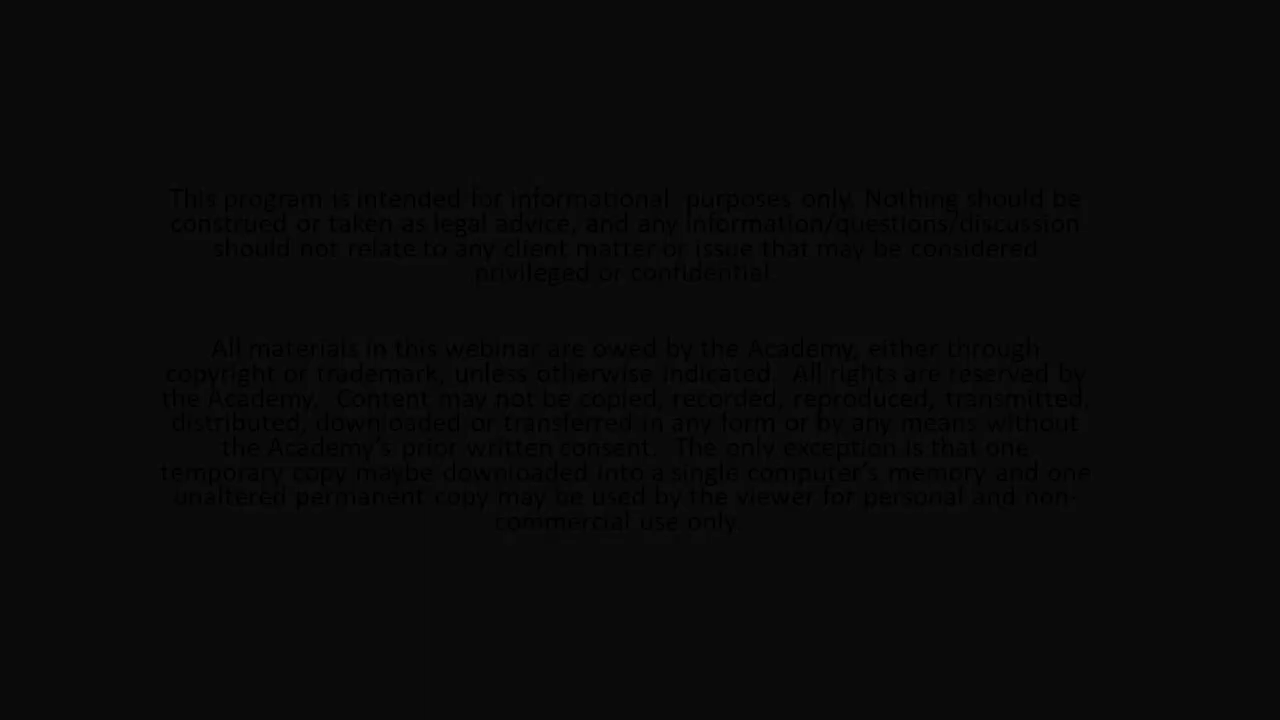 This program is intended for informational purposes only. Nothing should be
construed or taken as legal advice, and any information/questions/discussion
should not relate to any client matter or issue that may be considered
privileged or confidential.
All materials in this webinar are owed by the Academy, either through
copyright or trademark, unless otherwise indicated. All rights are reserved by
the Academy. Content may not be copied, recorded, reproduced, transmitted,
distributed, downloaded or transferred in any form or by any means without
the Academy's prior written consent. The only exception is that one
temporary copy maybe downloaded into a single computer's memory and one
unaltered permanent copy may be used by the viewer for personal and non-
commercial use only.